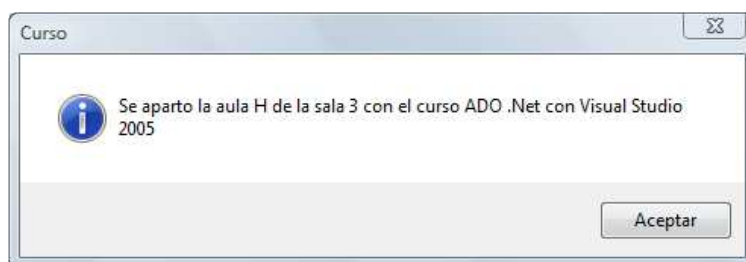 Curso
Se aparto la aula H de la sala 3 con el curso ADO .Net con Visual Studio
2005
Aceptar